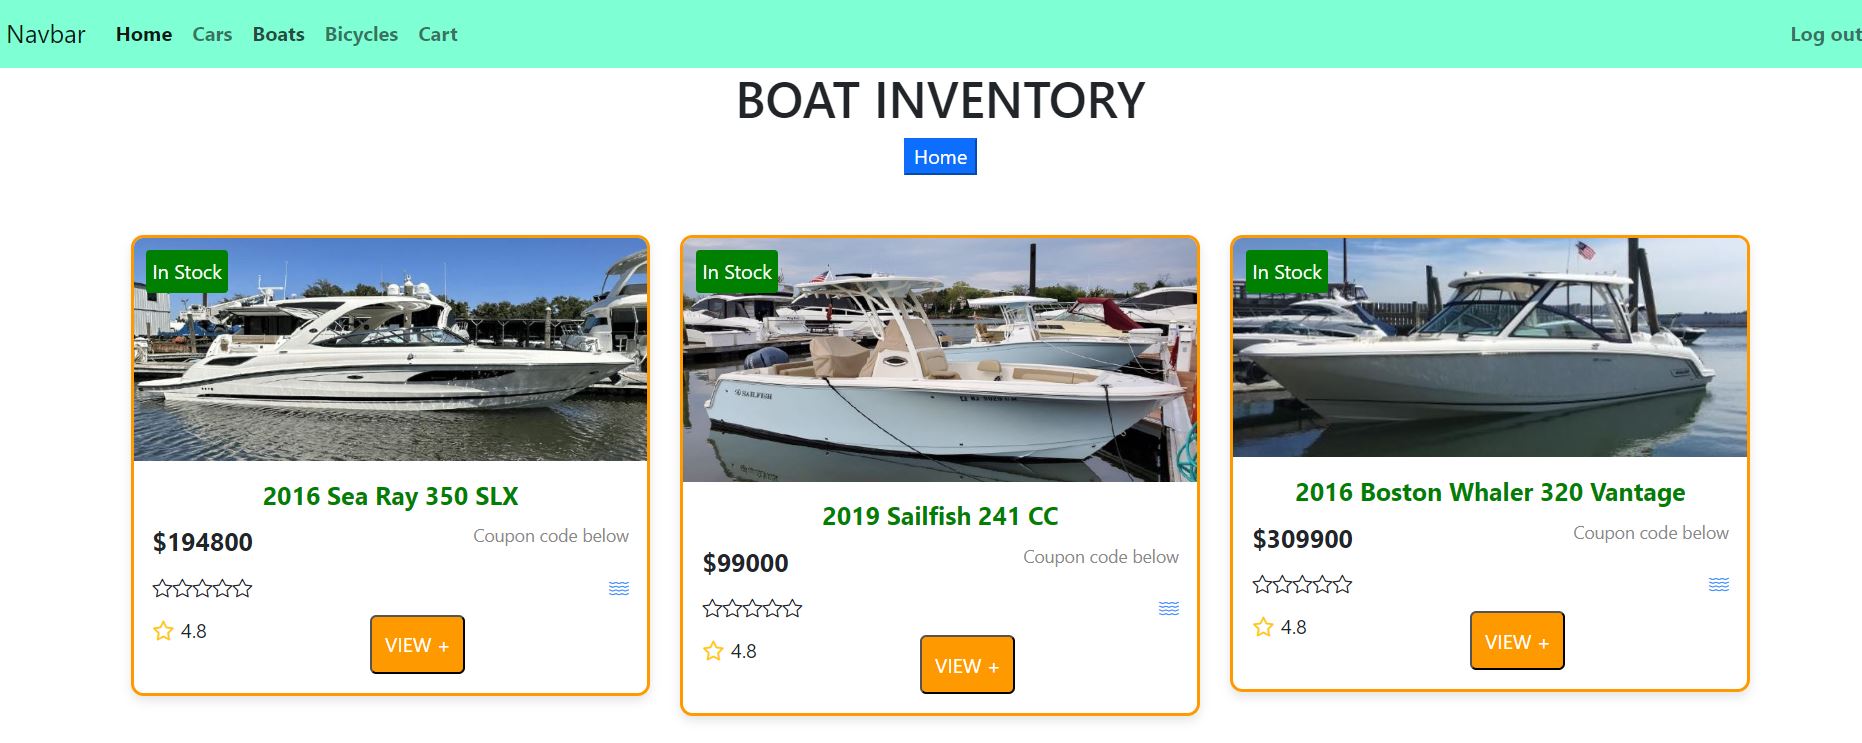 Navbar Home Cars Boats Bicycles Cart Log out
BOAT INVENTORY
Home
In Stock
2016 Sea Ray 350 SLX
$194800 Coupon code below
4.8
VIEW +
In Stock
SAILFISH
2019 Sailfish 241 CC
$99000 Coupon code below
4.8
VIEW +
In Stock
2016 Boston Whaler 320 Vantage
$309900 Coupon code below
4.8
VIEW +